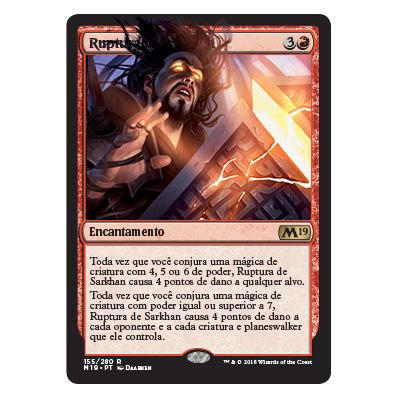 Ruptura
3
Encantamento
M19
Toda vez que você conjura uma mágica de
criatura com 4, 5 ou 6 de poder, Ruptura de
Sarkhan causa 4 pontos de dano a qualquer alvo.
Toda vez que você conjura uma mágica de
criatura com poder igual ou superior a 7,
Ruptura de Sarkhan causa 4 pontos de dano a
cada oponente e a cada criatura e planeswalker
que ele controla.
155/280 R
M19 • PT Daarken
™ & © 2018 Wizards of the Coast